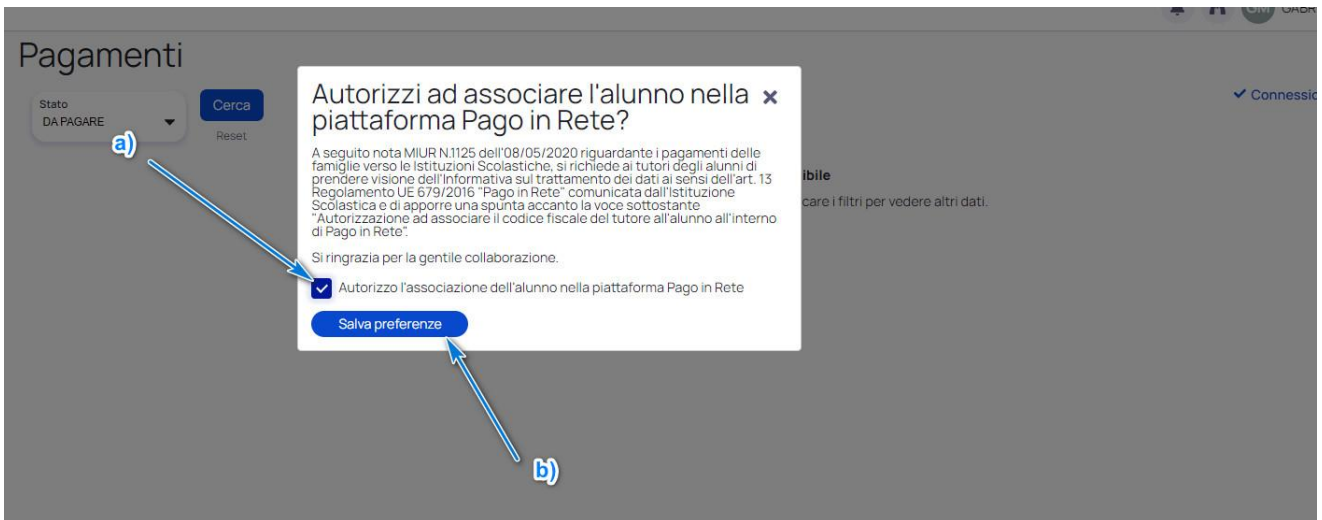 Pagamenti
Stato
DA PAGARE
Cerca
Reset
a)
Autorizzi ad associare l'alunno nella
piattaforma Pago in Rete?
A seguito nota MIUR N.1125 dell'08/05/2020 riguardante i pagamenti delle
famiglie verso le Istituzioni Scolastiche, si richiede ai tutori degli alunni di
prendere visione dell'Informativa sul trattamento dei dati ai sensi dell'art. 13
Regolamento UE 679/2016 "Pago in Rete" comunicata dall'Istituzione
Scolastica e di apporre una spunta accanto la voce sottostante
"Autorizzazione ad associare il codice fiscale del tutore all'alunno all'interno
di Pago in Rete".
Si ringrazia per la gentile collaborazione.
Autorizzo l'associazione dell'alunno nella piattaforma Pago in Rete
Salva preferenze
b)
GM GABR
Connessio
ibile
care i filtri per vedere altri dati.